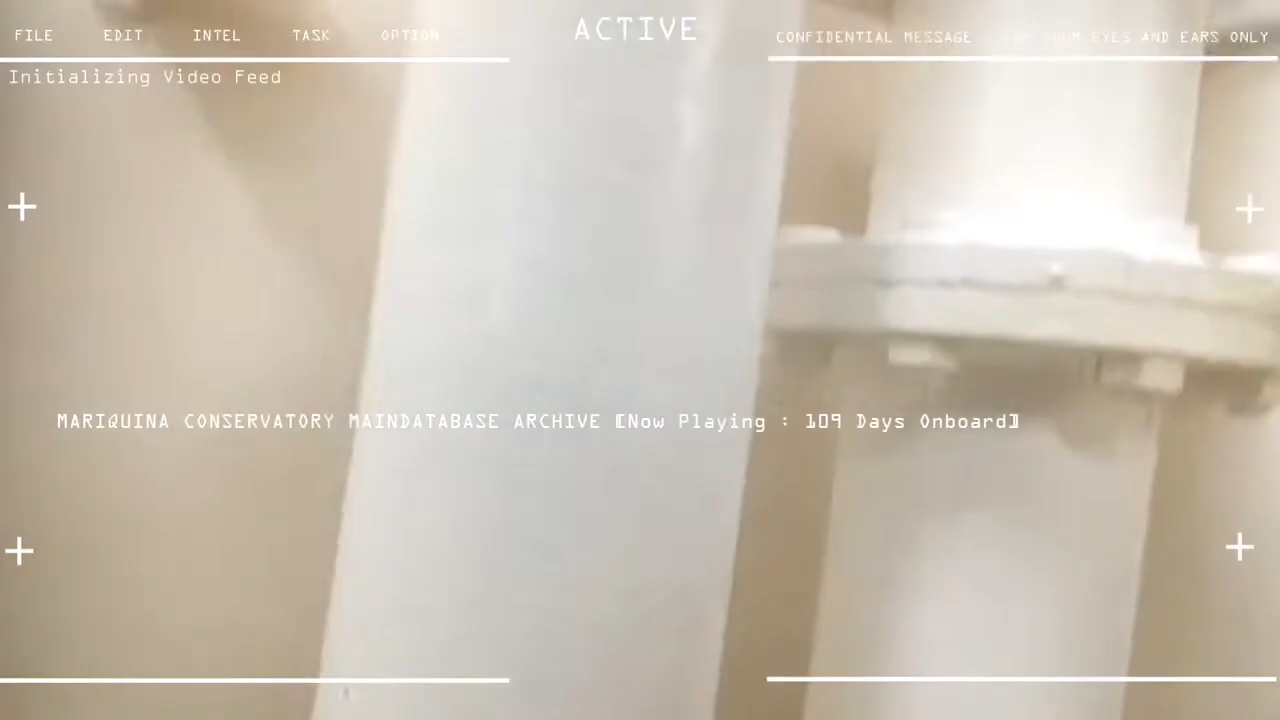 FILE EDIT INTEL TASK OPTION
ACTIVE
CONFIDENTIAL MESSAGE YOUR EYES AND EARS ONLY
Initializing Video Feed
MARIQUINA CONSERVATORY MAINDATABASE ARCHIVE [Now Playing : 109 Days Onboard]